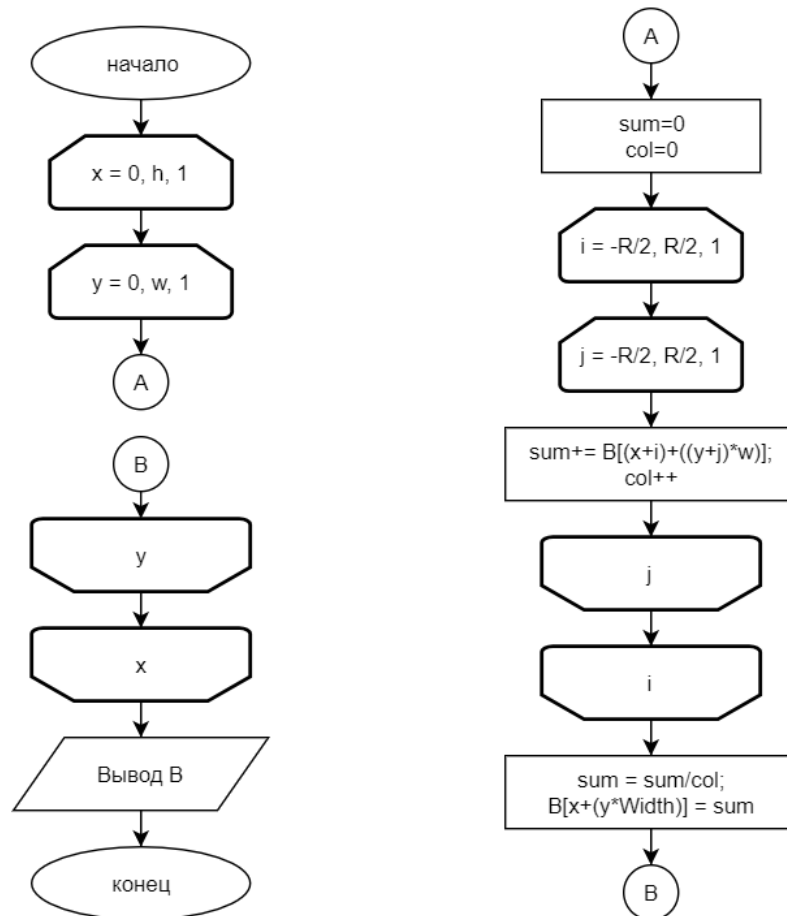 начало
x = 0, h, 1
y = 0, w, 1
A
B
y
x
Вывод B
конец
A
sum=0
col=0
i = -R/2, R/2, 1
j = -R/2, R/2, 1
sum+= B[(x+i)+((y+j)*w)];
col++
j
i
sum = sum/col;
B[x+(y*Width)] = sum
B